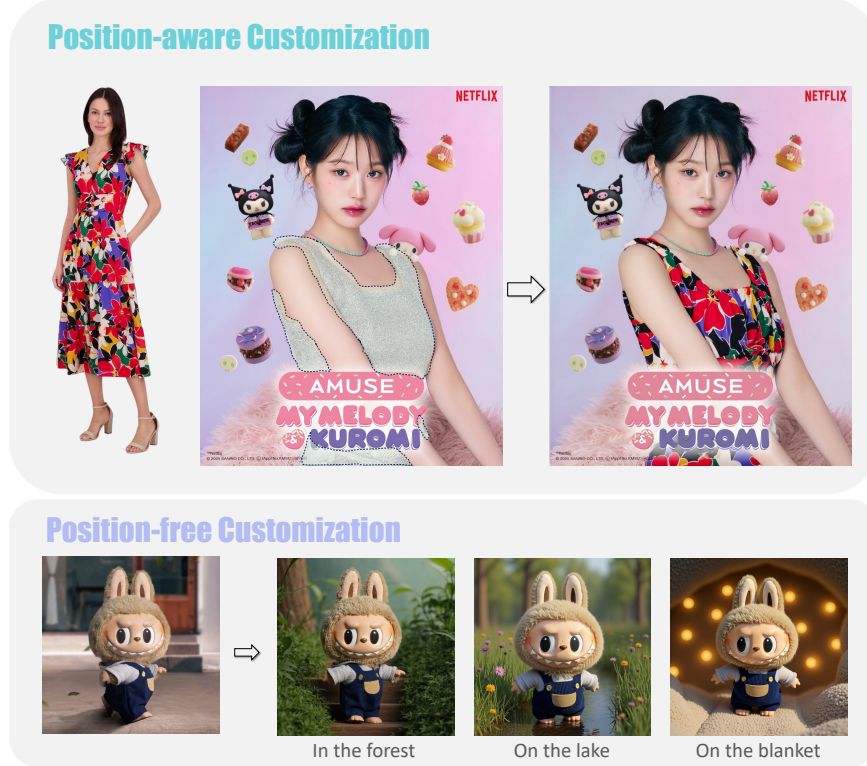 Position-aware Customization
NETFLIX
AMUSE
MY MELODY
& KUROMI
NETFLIX
AMUSE
MY MELODY
& KUROMI
Position-free Customization
In the forest
On the lake
On the blanket